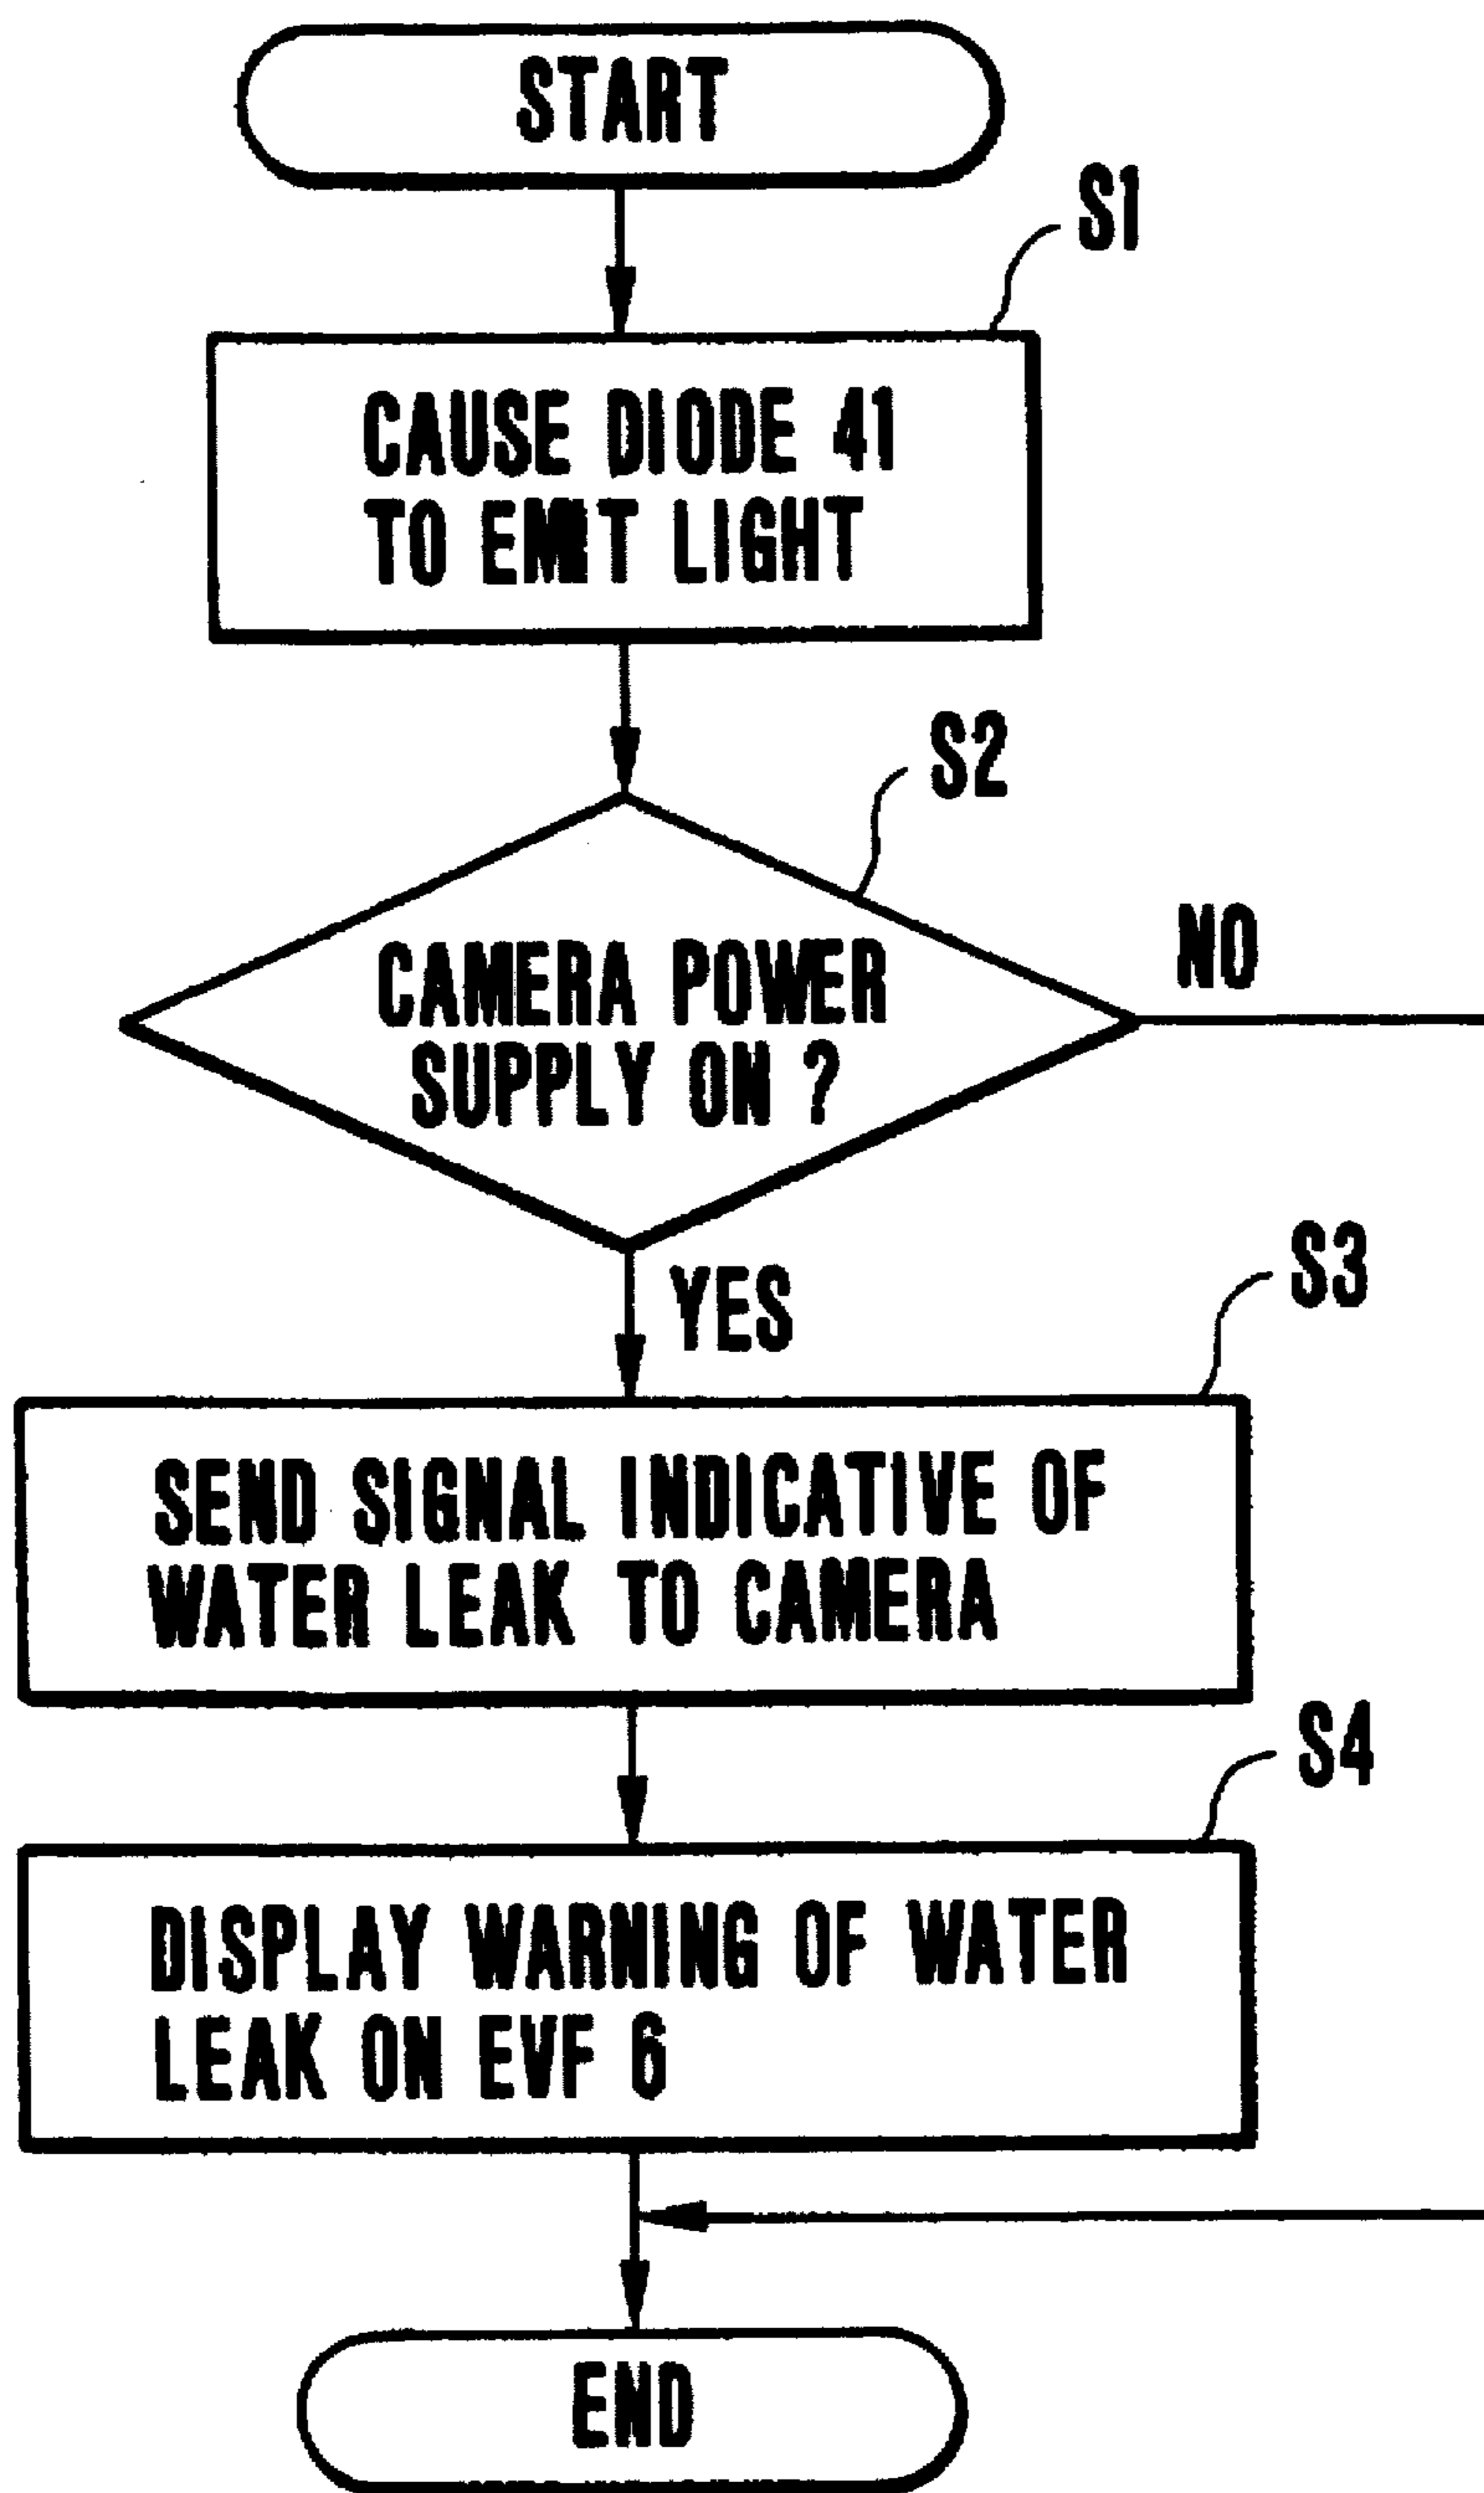 START
S1
CAUSE DIODE 41
TO EMIT LIGHT
S2
NO
CAMERA POWER
SUPPLY ON ?
YES
S3
SEND SIGNAL INDICATIVE OF
WATER LEAK TO CAMERA
S4
DISPLAY WARNING OF WATER
LEAK ON EVF 6
END